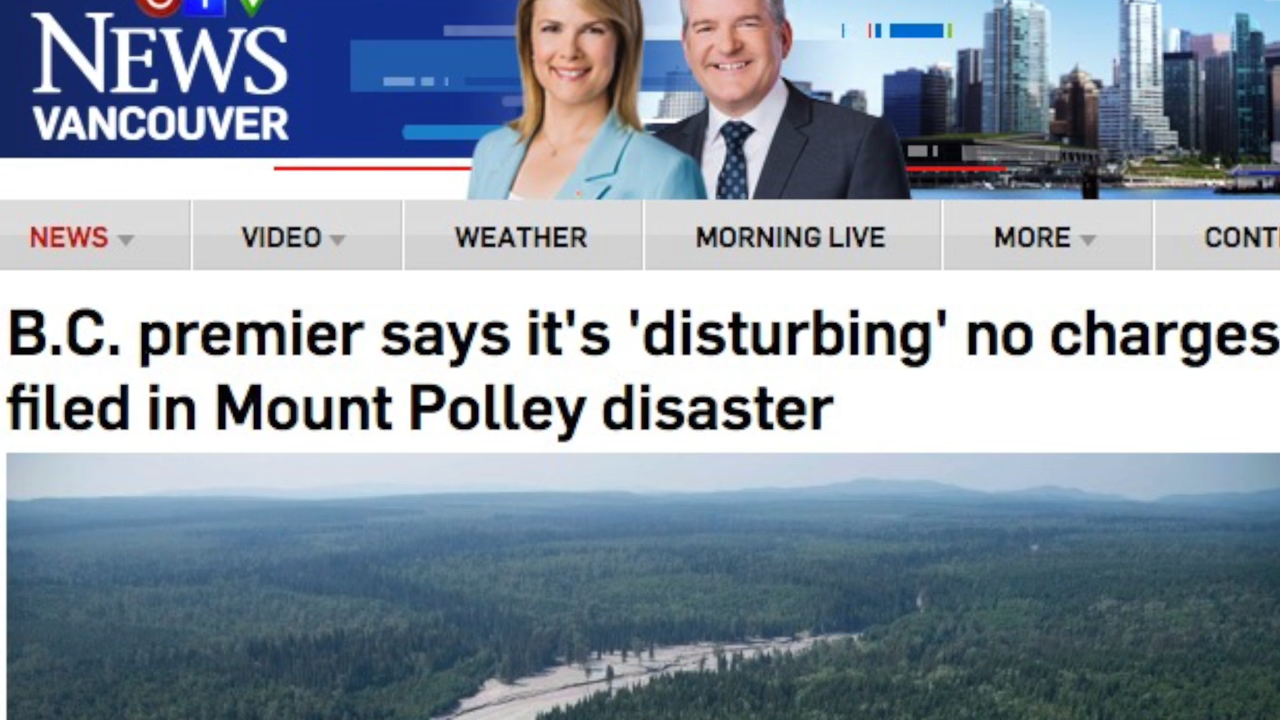 NEWS
VANCOUVER
NEWS VIDEO WEATHER MORNING LIVE MORE
B.C. premier says it's 'disturbing' no charges
filed in Mount Polley disaster